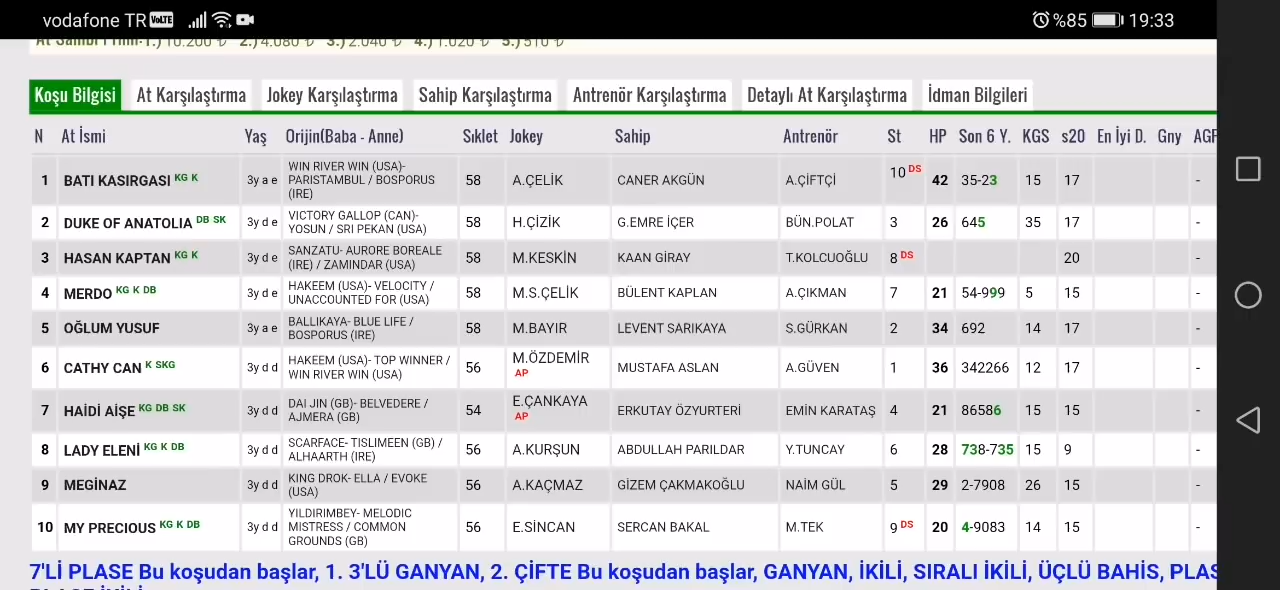 vodafone TR VoLTE %85 19:33
At Sahibi Primi:1.) 10.200 ₺ 2.) 4.080 ₺ 3.) 2.040 ₺ 4.) 1.020 ₺ 5.) 510 ₺
Koşu Bilgisi At Karşılaştırma Jokey Karşılaştırma Sahip Karşılaştırma Antrenör Karşılaştırma Detaylı At Karşılaştırma İdman Bilgileri
N At İsmi Yaş Orijin(Baba - Anne) Sıklet Jokey Sahip Antrenör St HP Son 6 Y. KGS s20 En İyi D. Gny AGF
WIN RIVER WIN (USA)-
1 BATI KASIRGASI KG K 3y a e PARISTAMBUL / BOSPORUS 58 A.ÇELİK CANER AKGÜN A.ÇİFTÇİ 10 DS 42 35-23 15 17 -
(IRE)
VICTORY GALLOP (CAN)-
2 DUKE OF ANATOLIA DB SK 3y d e YOSUN / SRI PEKAN (USA) 58 H.ÇİZİK G.EMRE İÇER BÜN.POLAT 3 26 645 35 17 -
SANZATU- AURORE BOREALE
3 HASAN KAPTAN KG K 3y d e (IRE) / ZAMINDAR (USA) 58 M.KESKİN KAAN GİRAY T.KOLCUOĞLU 8 DS 20 -
HAKEEM (USA)- VELOCITY /
4 MERDO KG K DB 3y d e UNACCOUNTED FOR (USA) 58 M.S.ÇELİK BÜLENT KAPLAN A.ÇIKMAN 7 21 54-999 5 15 -
BALLIKAYA- BLUE LIFE /
5 OĞLUM YUSUF 3y a e BOSPORUS (IRE) 58 M.BAYIR LEVENT SARIKAYA S.GÜRKAN 2 34 692 14 17 -
HAKEEM (USA)- TOP WINNER / M.ÖZDEMİR
6 CATHY CAN K SKG 3y d d WIN RIVER WIN (USA) 56 AP MUSTAFA ASLAN A.GÜVEN 1 36 342266 12 17 -
DAI JIN (GB)- BELVEDERE / E.ÇANKAYA
7 HAİDİ AİŞE KG DB SK 3y d d AJMERA (GB) 54 AP ERKUTAY ÖZYURTERİ EMİN KARATAŞ 4 21 86586 15 15 -
SCARFACE- TISLIMEEN (GB) /
8 LADY ELENİ KG K DB 3y d d ALHAARTH (IRE) 56 A.KURŞUN ABDULLAH PARILDAR Y.TUNCAY 6 28 738-735 15 9 -
KING DROK- ELLA / EVOKE
9 MEGİNAZ 3y d d (USA) 56 A.KAÇMAZ GİZEM ÇAKMAKOĞLU NAİM GÜL 5 29 2-7908 26 15 -
YILDIRIMBEY- MELODIC
10 MY PRECIOUS KG K DB 3y d d MISTRESS / COMMON 56 E.SİNCAN SERCAN BAKAL M.TEK 9 DS 20 4-9083 14 15 -
GROUNDS (GB)
7'Lİ PLASE Bu koşudan başlar, 1. 3'LÜ GANYAN, 2. ÇİFTE Bu koşudan başlar, GANYAN, İKİLİ, SIRALI İKİLİ, ÜÇLÜ BAHİS, PLAS